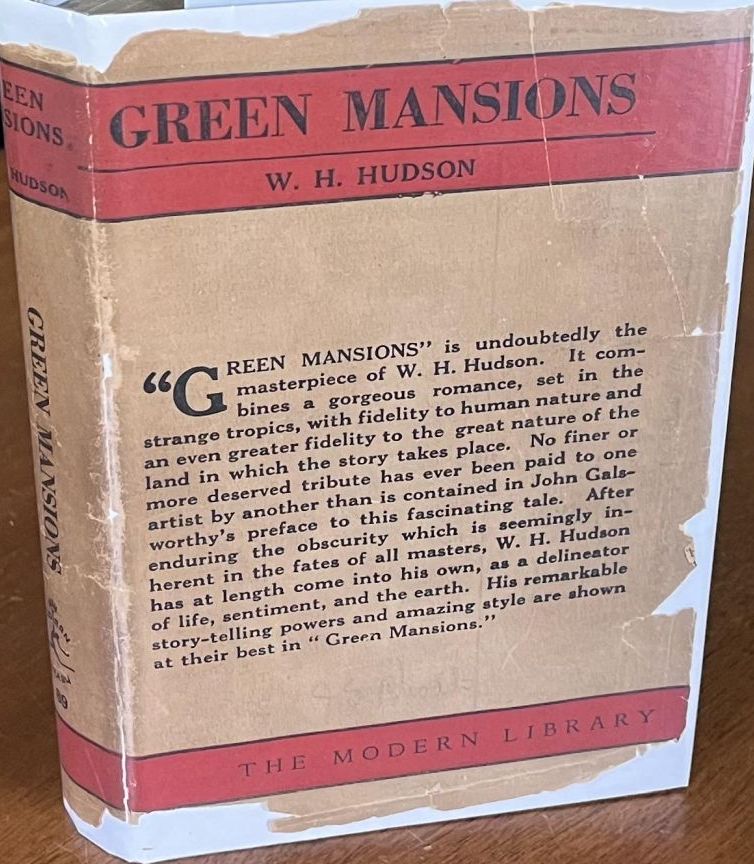 EEN
SIONS
HUDSON
GREEN MANSIONS
89
GREEN MANSIONS
W. H. HUDSON
"GREEN MANSIONS" is undoubtedly the
masterpiece of W. H. Hudson. It com-
bines a gorgeous romance, set in the
strange tropics, with fidelity to human nature and
an even greater fidelity to the great nature of the
land in which the story takes place. No finer or
more deserved tribute has ever been paid to one
artist by another than is contained in John Gals-
worthy's preface to this fascinating tale. After
enduring the obscurity which is seemingly in-
herent in the fates of all masters, W. H. Hudson
has at length come into his own, as a delineator
of life, sentiment, and the earth. His remarkable
story-telling powers and amazing style are shown
at their best in "Green Mansions."
THE MODERN LIBRARY